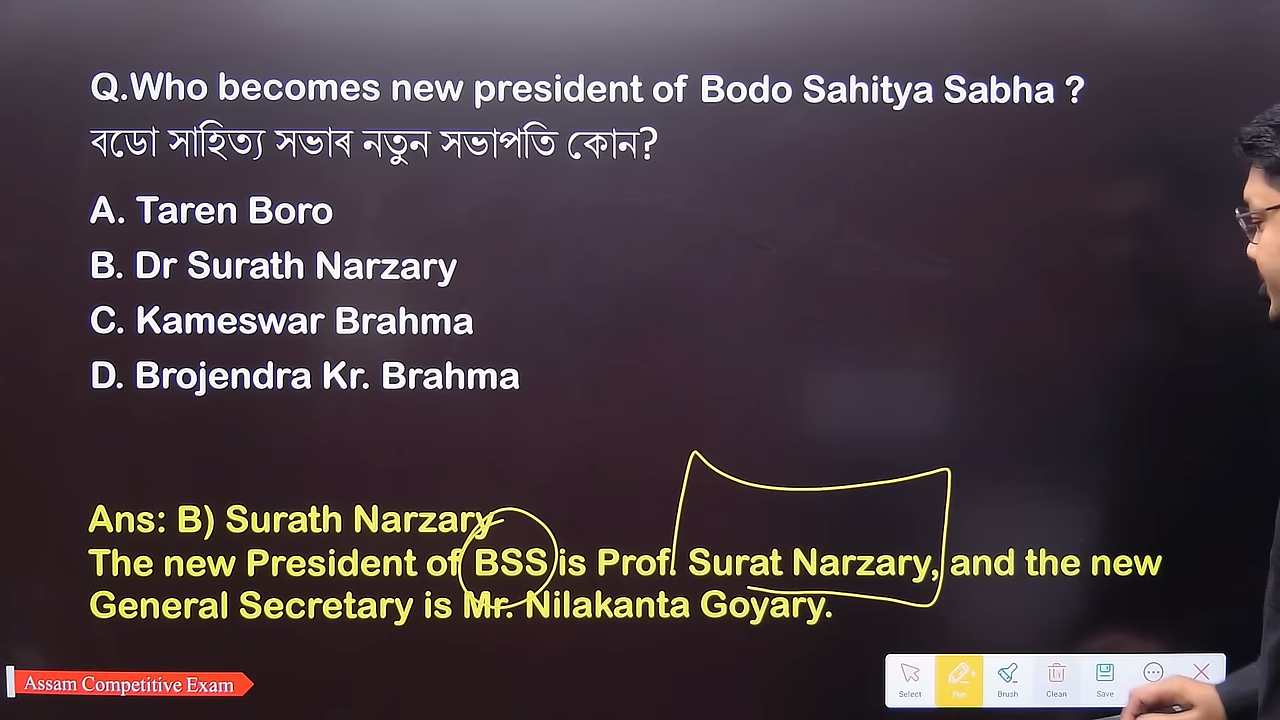 Q.Who becomes new president of Bodo Sahitya Sabha ?
বডো সাহিত্য সভাৰ নতুন সভাপতি কোন?
A. Taren Boro
B. Dr Surath Narzary
C. Kameswar Brahma
D. Brojendra Kr. Brahma
Ans: B) Surath Narzary
The new President of BSS is Prof. Surat Narzary, and the new
General Secretary is Mr. Nilakanta Goyary.
Assam Competitive Exam
Select Pen Brush Clean Save